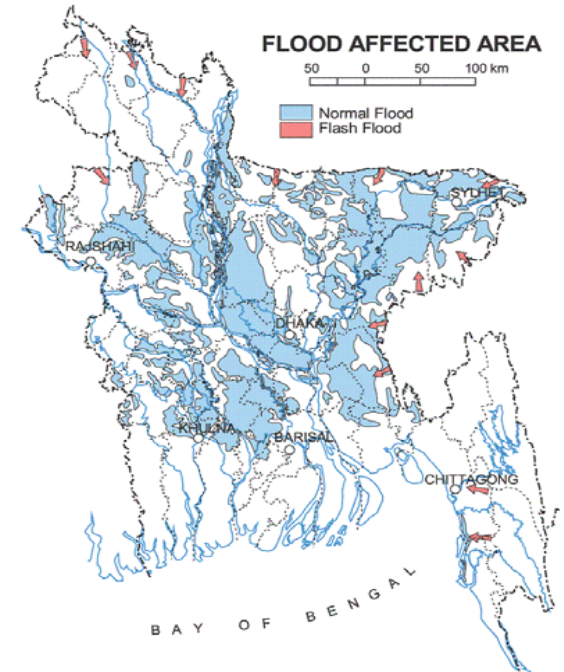 FLOOD AFFECTED AREA
50 0 50 100 km
Normal Flood
Flash Flood
SYLHET
RAJSHAHI
DHAKA
KHULNA
BARISAL
CHITTAGONG
BAY OF BENGAL